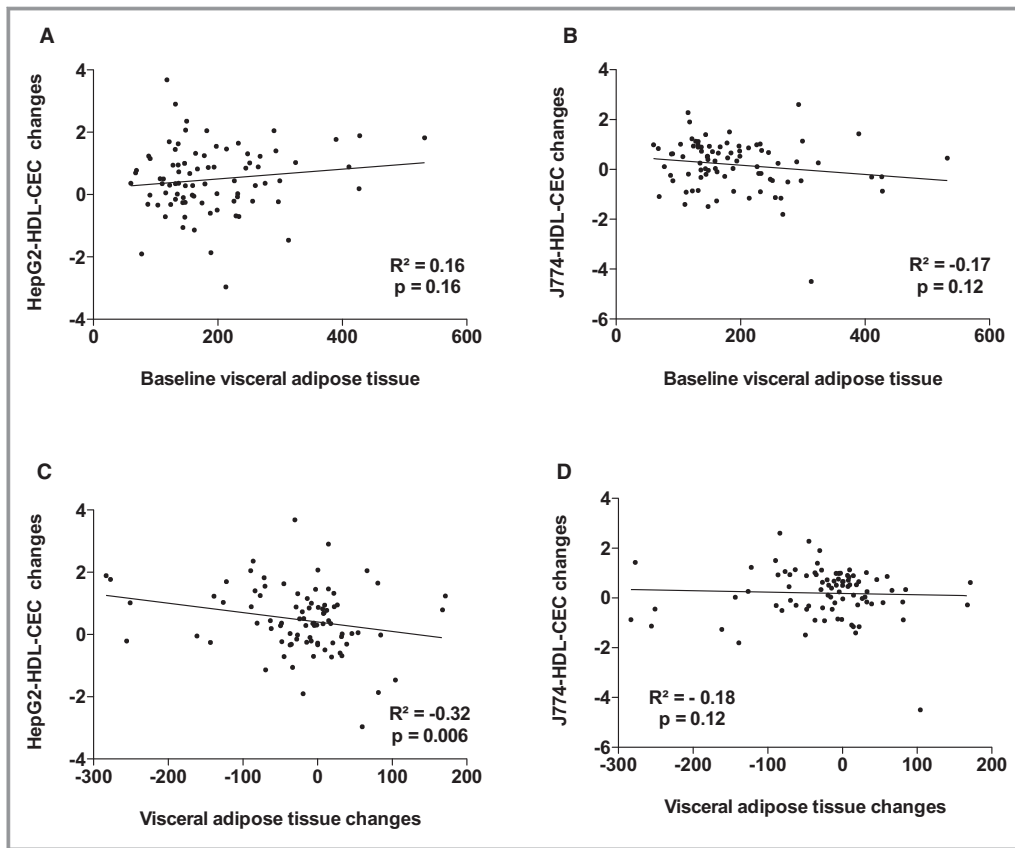 A
HepG2-HDL-CEC changes
4
2
0
-2
-4
0
200
400
600
R² = 0.16
p = 0.16
Baseline visceral adipose tissue
B
J774-HDL-CEC changes
4
2
0
-2
-4
-6
0
200
400
600
R² = -0.17
p = 0.12
Baseline visceral adipose tissue
C
HepG2-HDL-CEC changes
4
2
0
-2
-4
-300
-200
-100
0
100
200
R² = -0.32
p = 0.006
Visceral adipose tissue changes
D
J774-HDL-CEC changes
4
2
0
-2
-4
-6
-300
-200
-100
0
100
200
R² = - 0.18
p = 0.12
Visceral adipose tissue changes